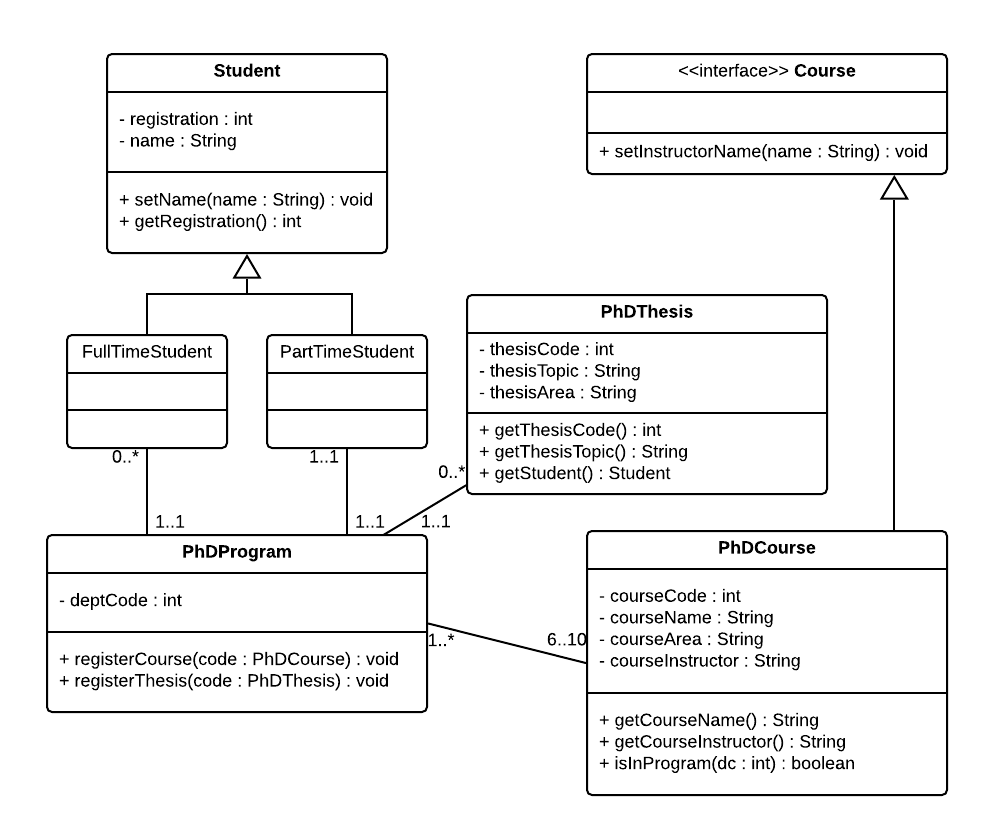 Student
- registration : int
- name : String
+ setName(name : String) : void
+ getRegistration() : int
<<interface>> Course
+ setInstructorName(name : String) : void
FullTimeStudent
PartTimeStudent
PhDThesis
- thesisCode : int
- thesisTopic : String
- thesisArea : String
+ getThesisCode() : int
+ getThesisTopic() : String
+ getStudent() : Student
0..*
1..1
0..*
1..1
1..1
1..1
PhDProgram
- deptCode : int
+ registerCourse(code : PhDCourse) : void
+ registerThesis(code : PhDThesis) : void
1..*
6..10
PhDCourse
- courseCode : int
- courseName : String
- courseArea : String
- courseInstructor : String
+ getCourseName() : String
+ getCourseInstructor() : String
+ isInProgram(dc : int) : boolean